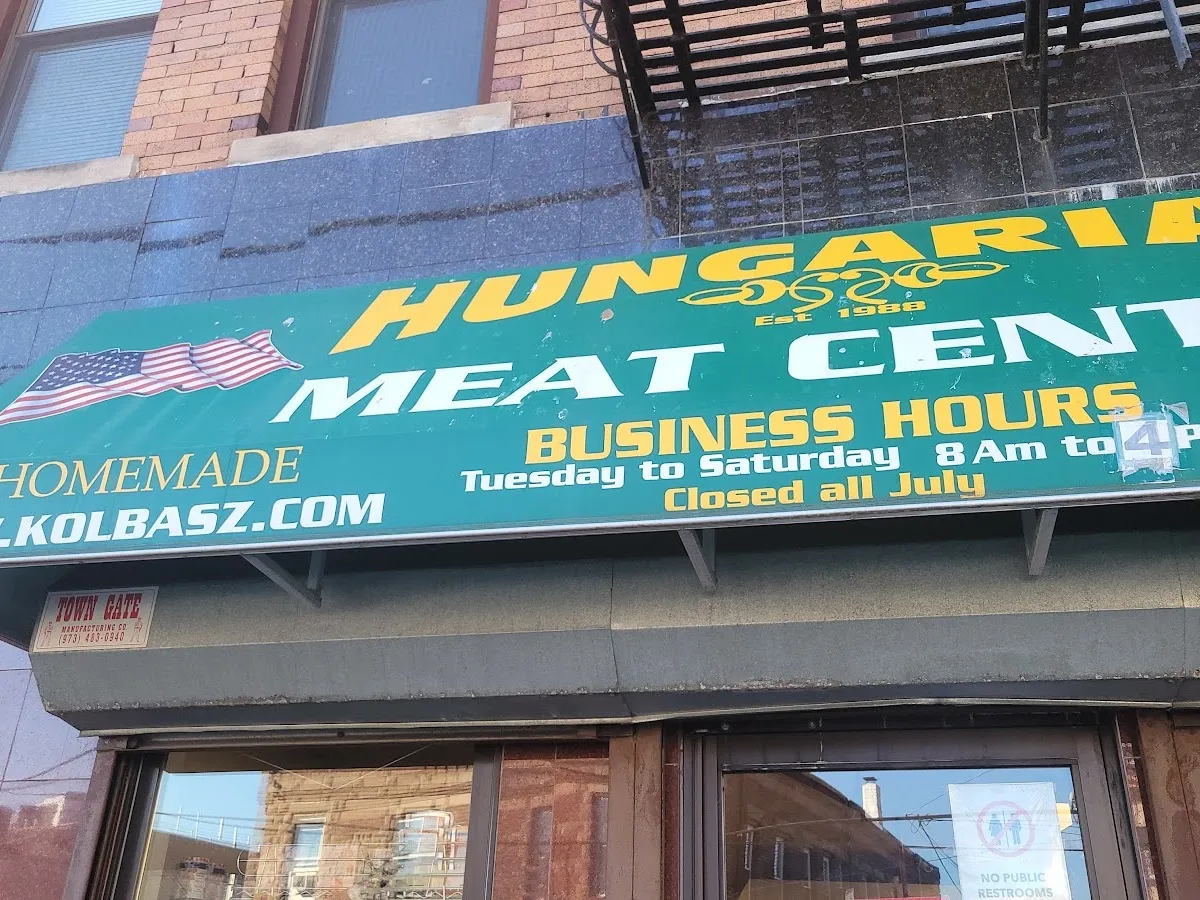 HUNGARIA
Est 1988
MEAT CENT
HOMEMADE
.KOLBASZ.COM
BUSINESS HOURS
Tuesday to Saturday 8 Am to 4 P
Closed all July
TOWN GATE
MANUFACTURING CO
(973) 483-0940
NO PUBLIC
RESTROOMS